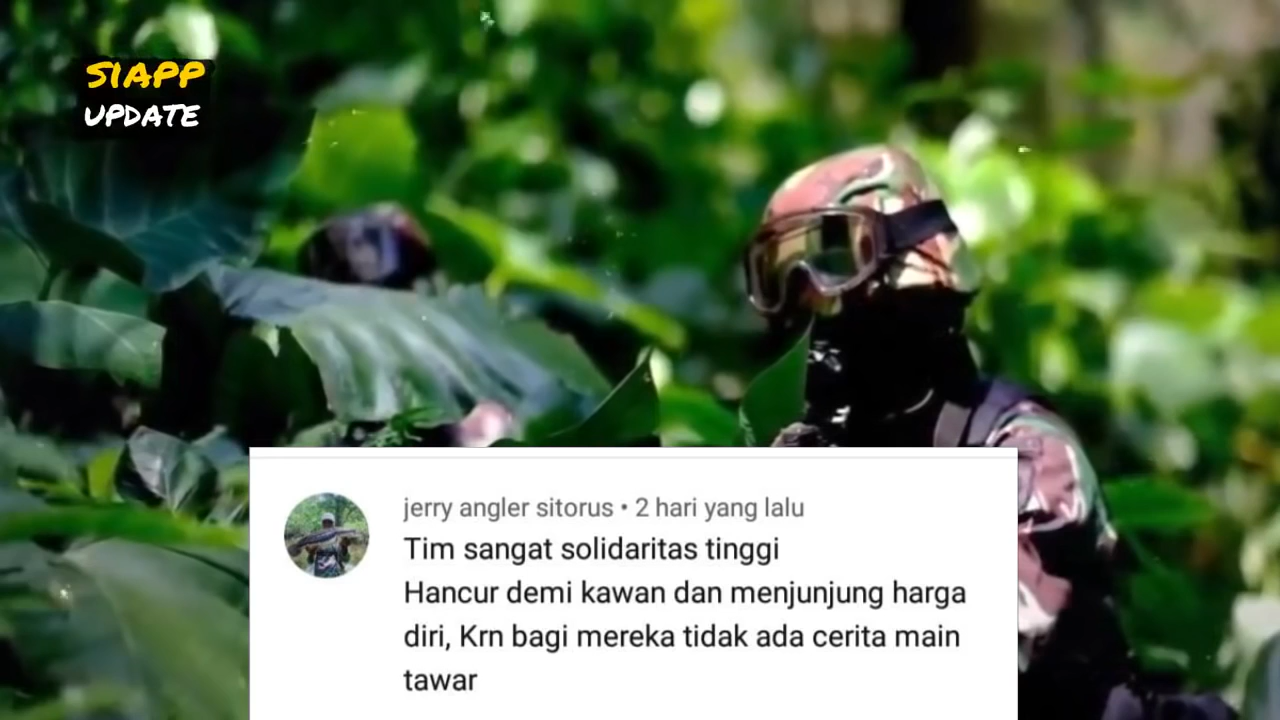 SIAPP
UPDATE
jerry angler sitorus • 2 hari yang lalu
Tim sangat solidaritas tinggi
Hancur demi kawan dan menjunjung harga
diri, Krn bagi mereka tidak ada cerita main
tawar